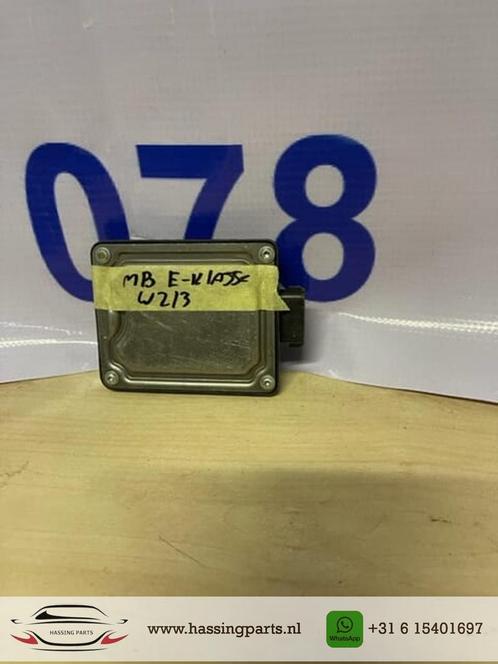 078
MB E-KLASSE
W213
HASSING PARTS
www.hassingparts.nl
WhatsApp
+31 6 15401697